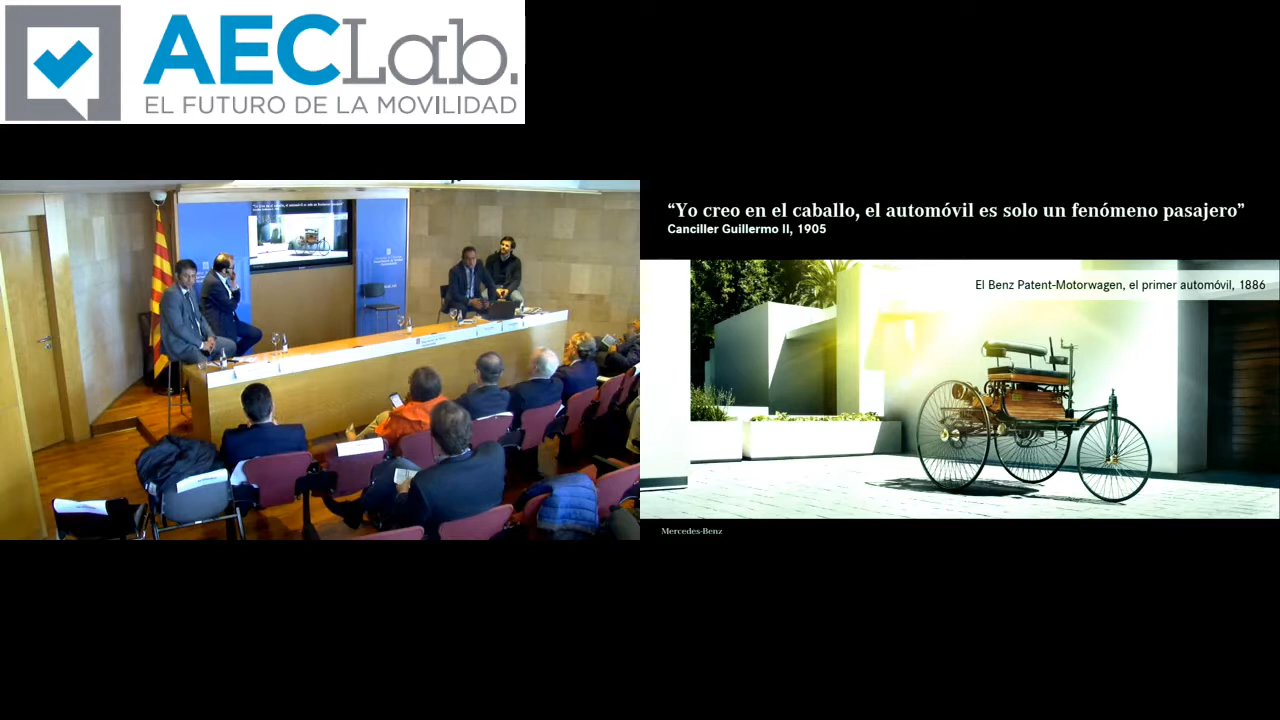 AECLab.
EL FUTURO DE LA MOVILIDAD
“Yo creo en el caballo, el automóvil es solo un fenómeno pasajero”
Canciller Guillermo II, 1905
El Benz Patent-Motorwagen, el primer automóvil, 1886
Mercedes-Benz